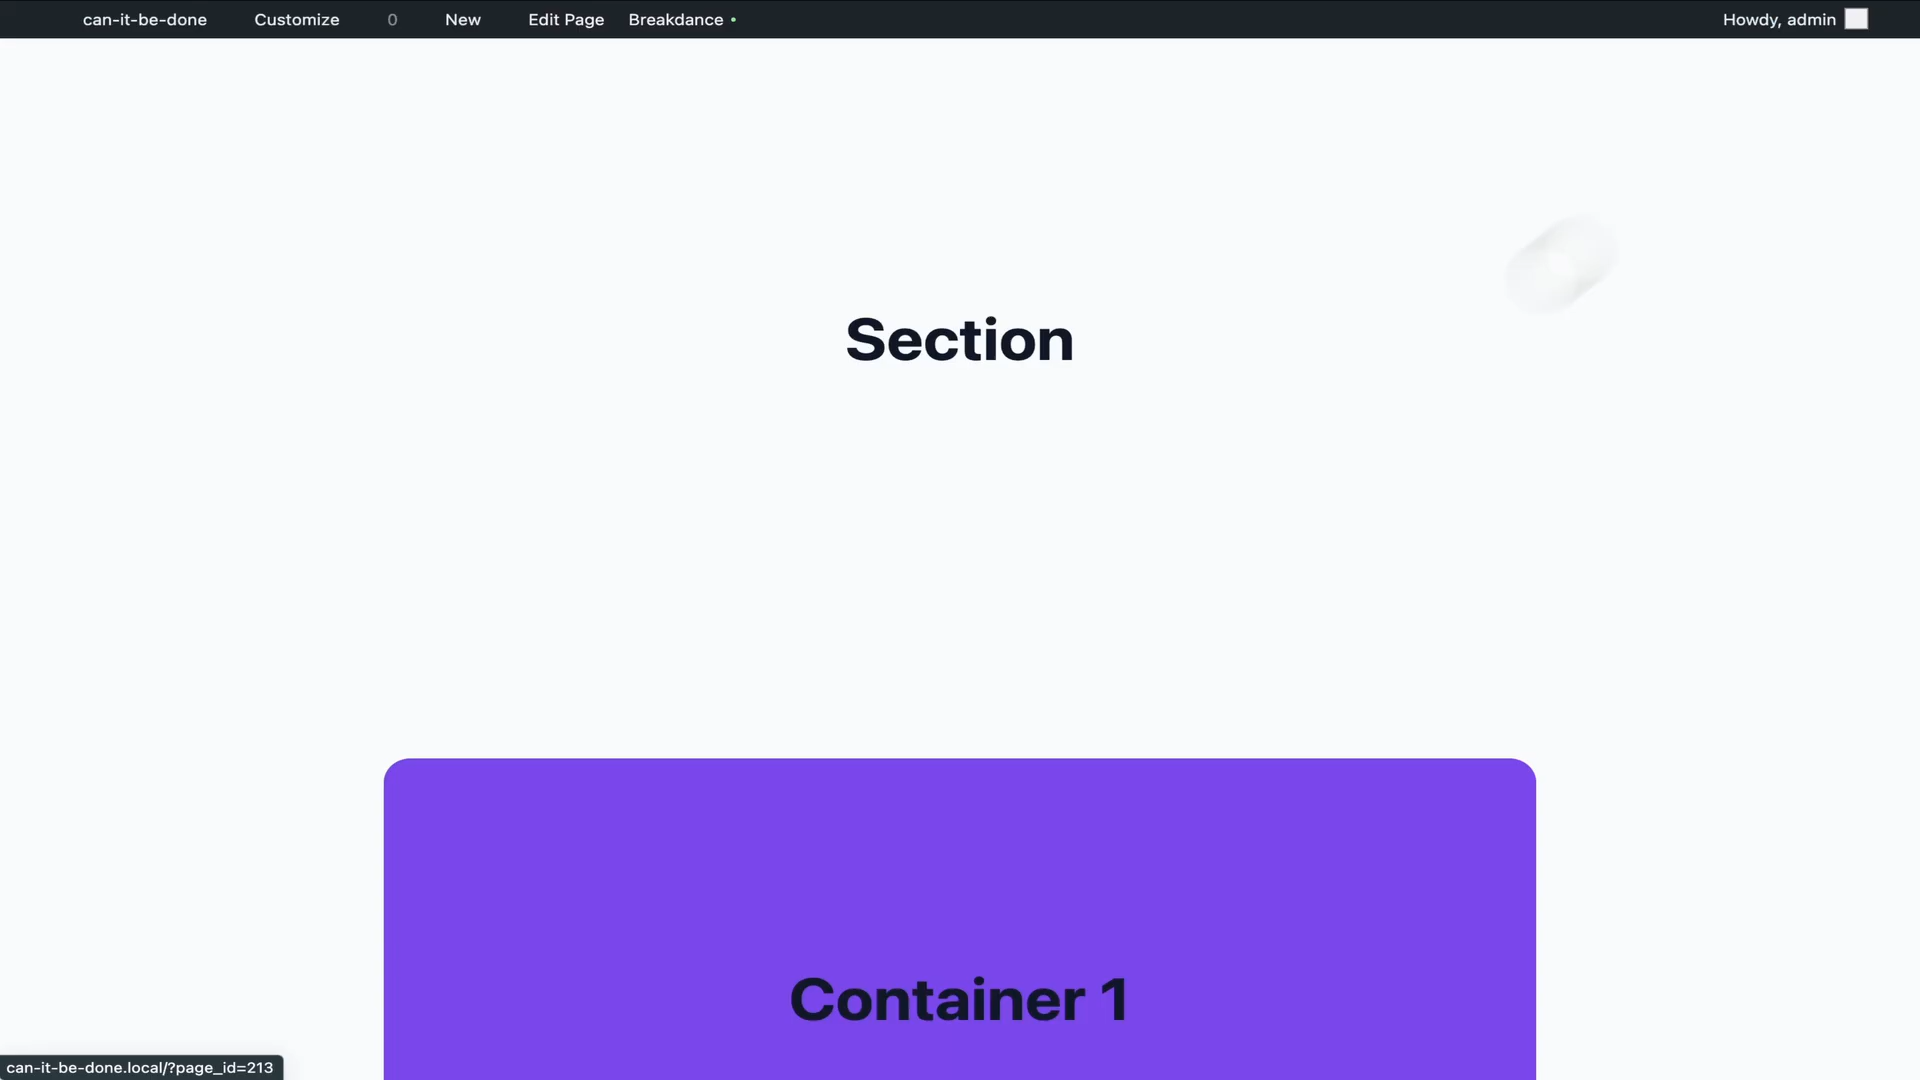 can-it-be-done Customize 0 New Edit Page Breakdance Howdy, admin
Section
Container 1
can-it-be-done.local/?page_id=213